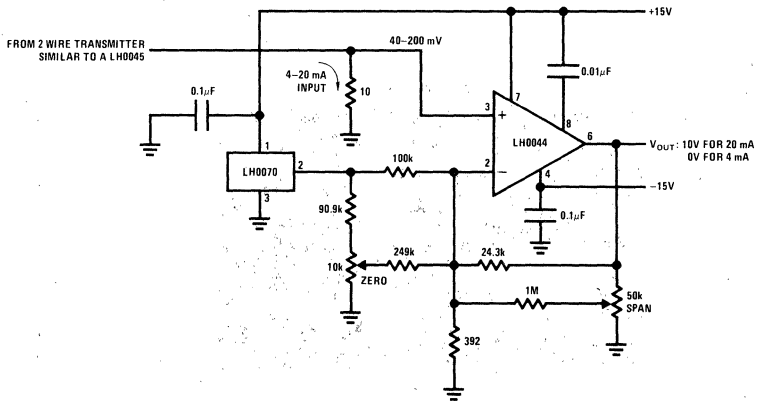 +15V
FROM 2 WIRE TRANSMITTER
SIMILAR TO A LH0045
40–200 mV
4–20 mA
INPUT
10
0.1μF
0.01μF
3
+
7
8
LH0044
6
VOUT: 10V FOR 20 mA
0V FOR 4 mA
1
LH0070
2
3
100k
2
−
4
−15V
0.1μF
90.9k
10k
ZERO
249k
24.3k
1M
50k
SPAN
392